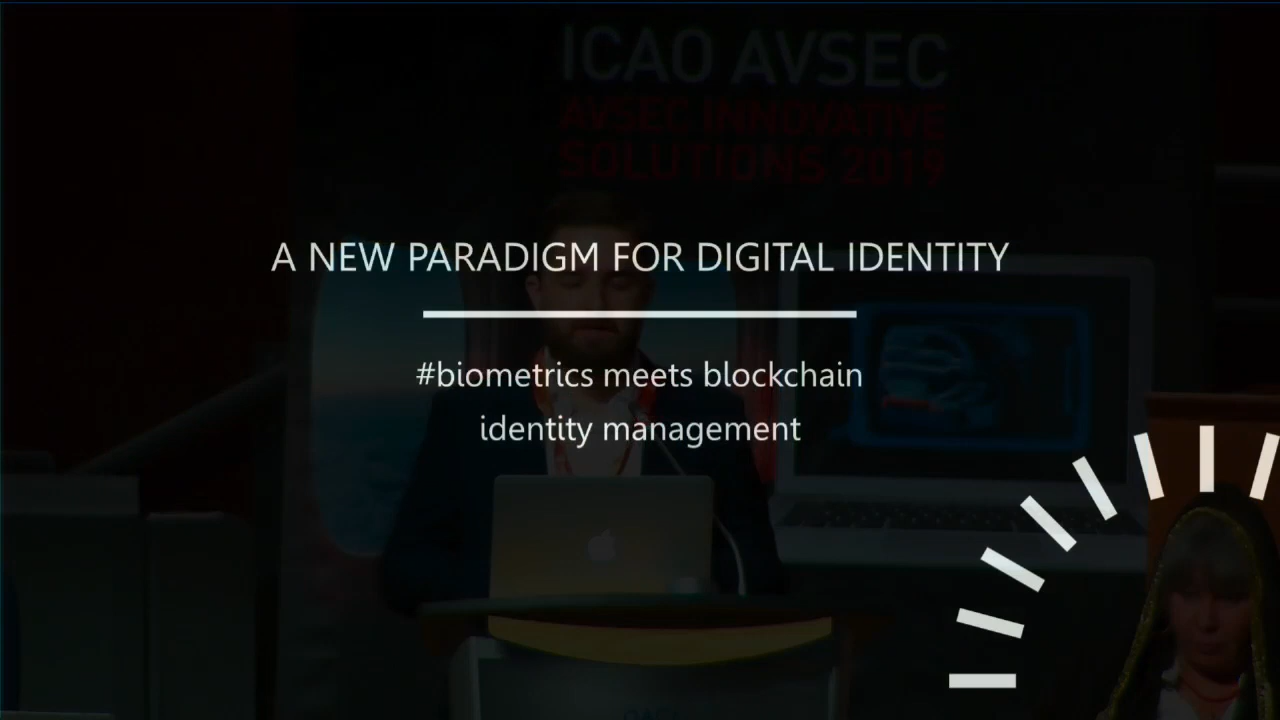 ICAO AVSEC
AVSEC INNOVATIVE
SOLUTIONS 2019
A NEW PARADIGM FOR DIGITAL IDENTITY
#biometrics meets blockchain
identity management